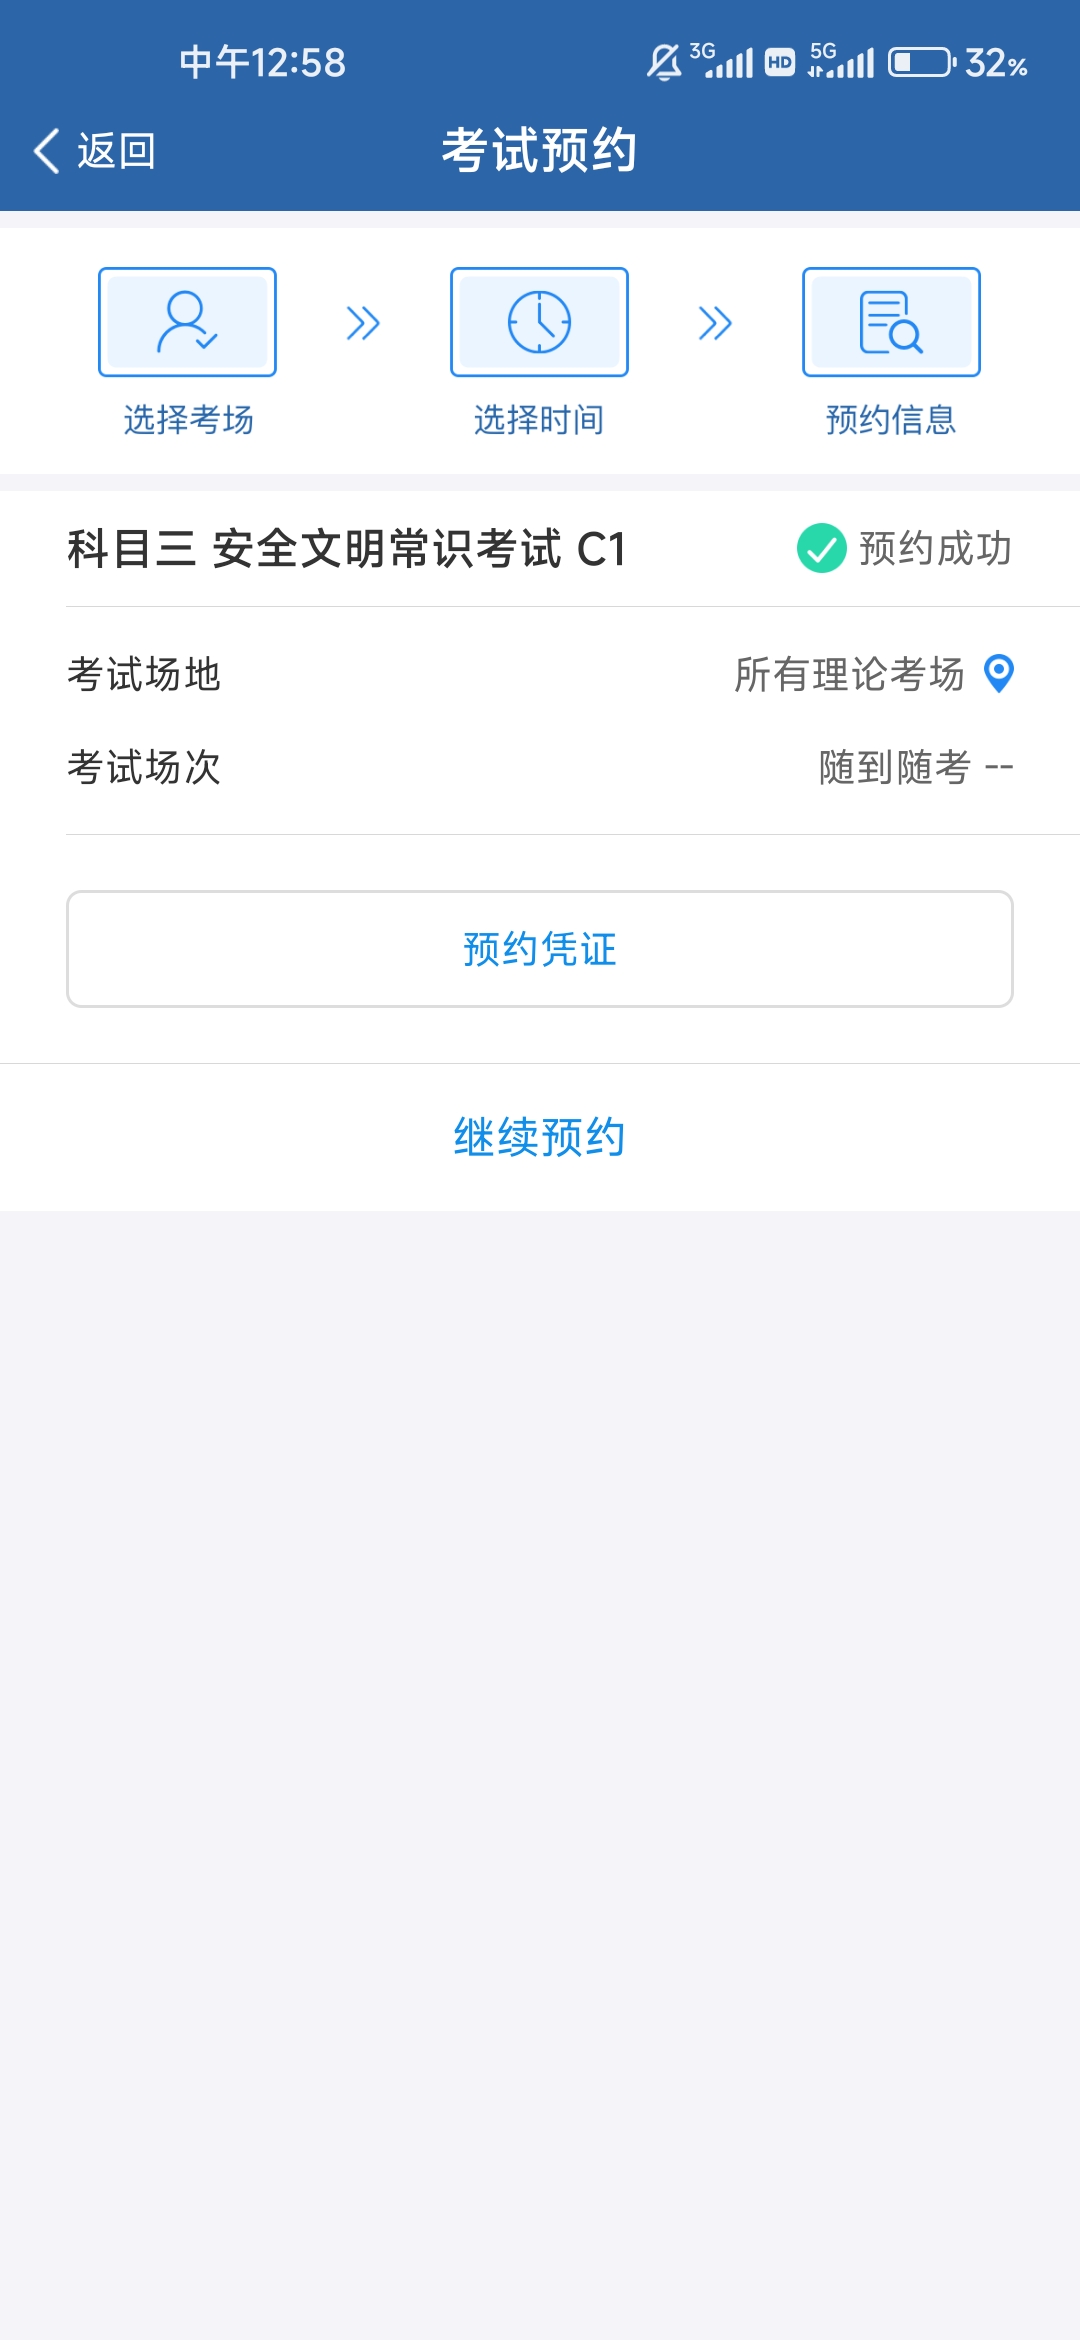 中午12:58 3G HD 5G 32%
返回 考试预约
选择考场 选择时间 预约信息
科目三 安全文明常识考试 C1 预约成功
考试场地 所有理论考场
考试场次 随到随考 --
预约凭证
继续预约